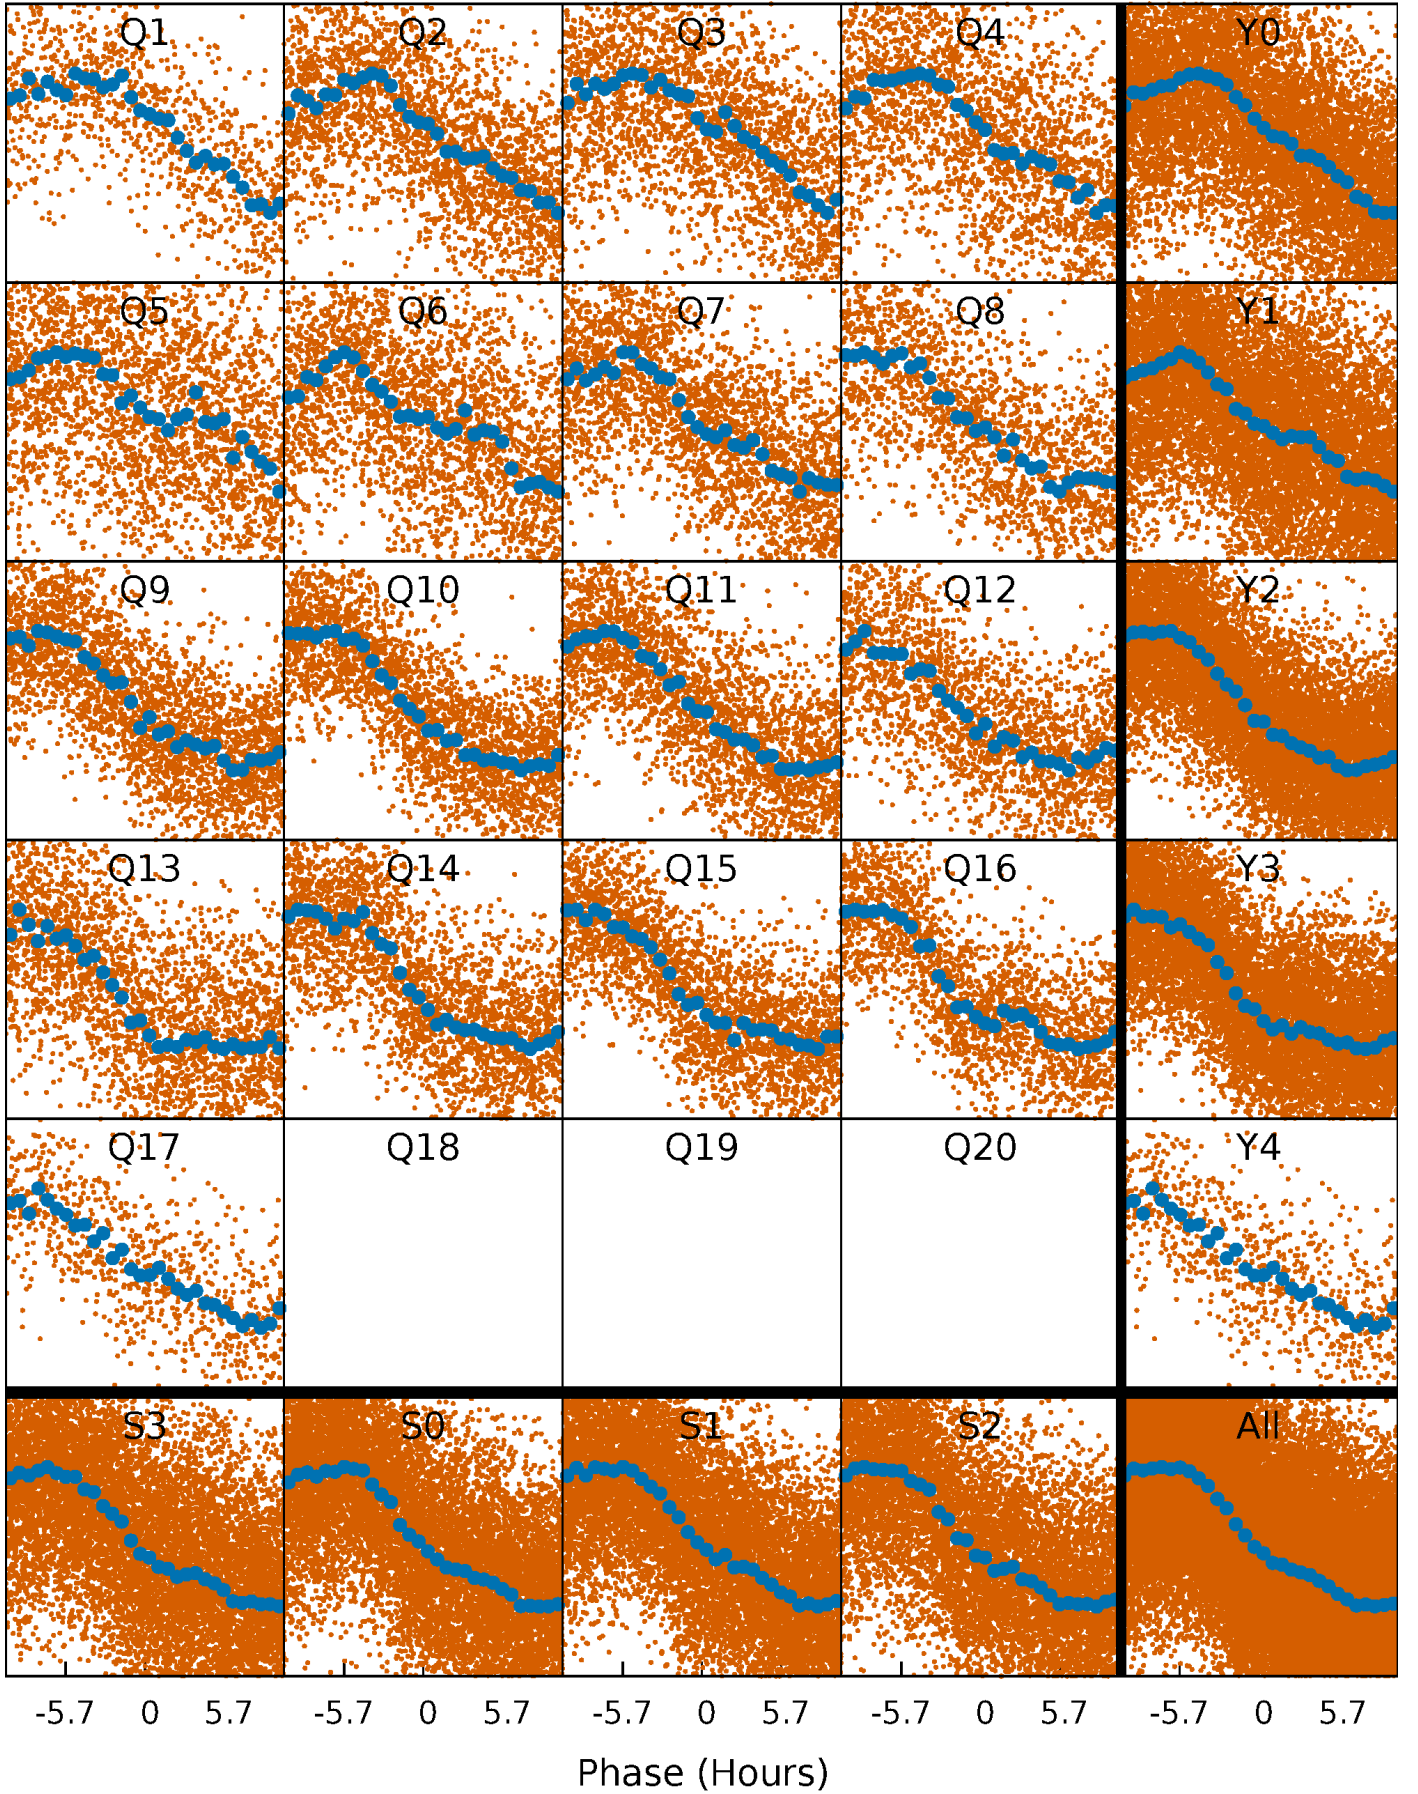 Q1 Q2 Q3 Q4 Y0
Q5 Q6 Q7 Q8 Y1
Q9 Q10 Q11 Q12 Y2
Q13 Q14 Q15 Q16 Y3
Q17 Q18 Q19 Q20 Y4
S3 S0 S1 S2 All
-5.7 0 5.7 -5.7 0 5.7 -5.7 0 5.7 -5.7 0 5.7 -5.7 0 5.7
Phase (Hours)